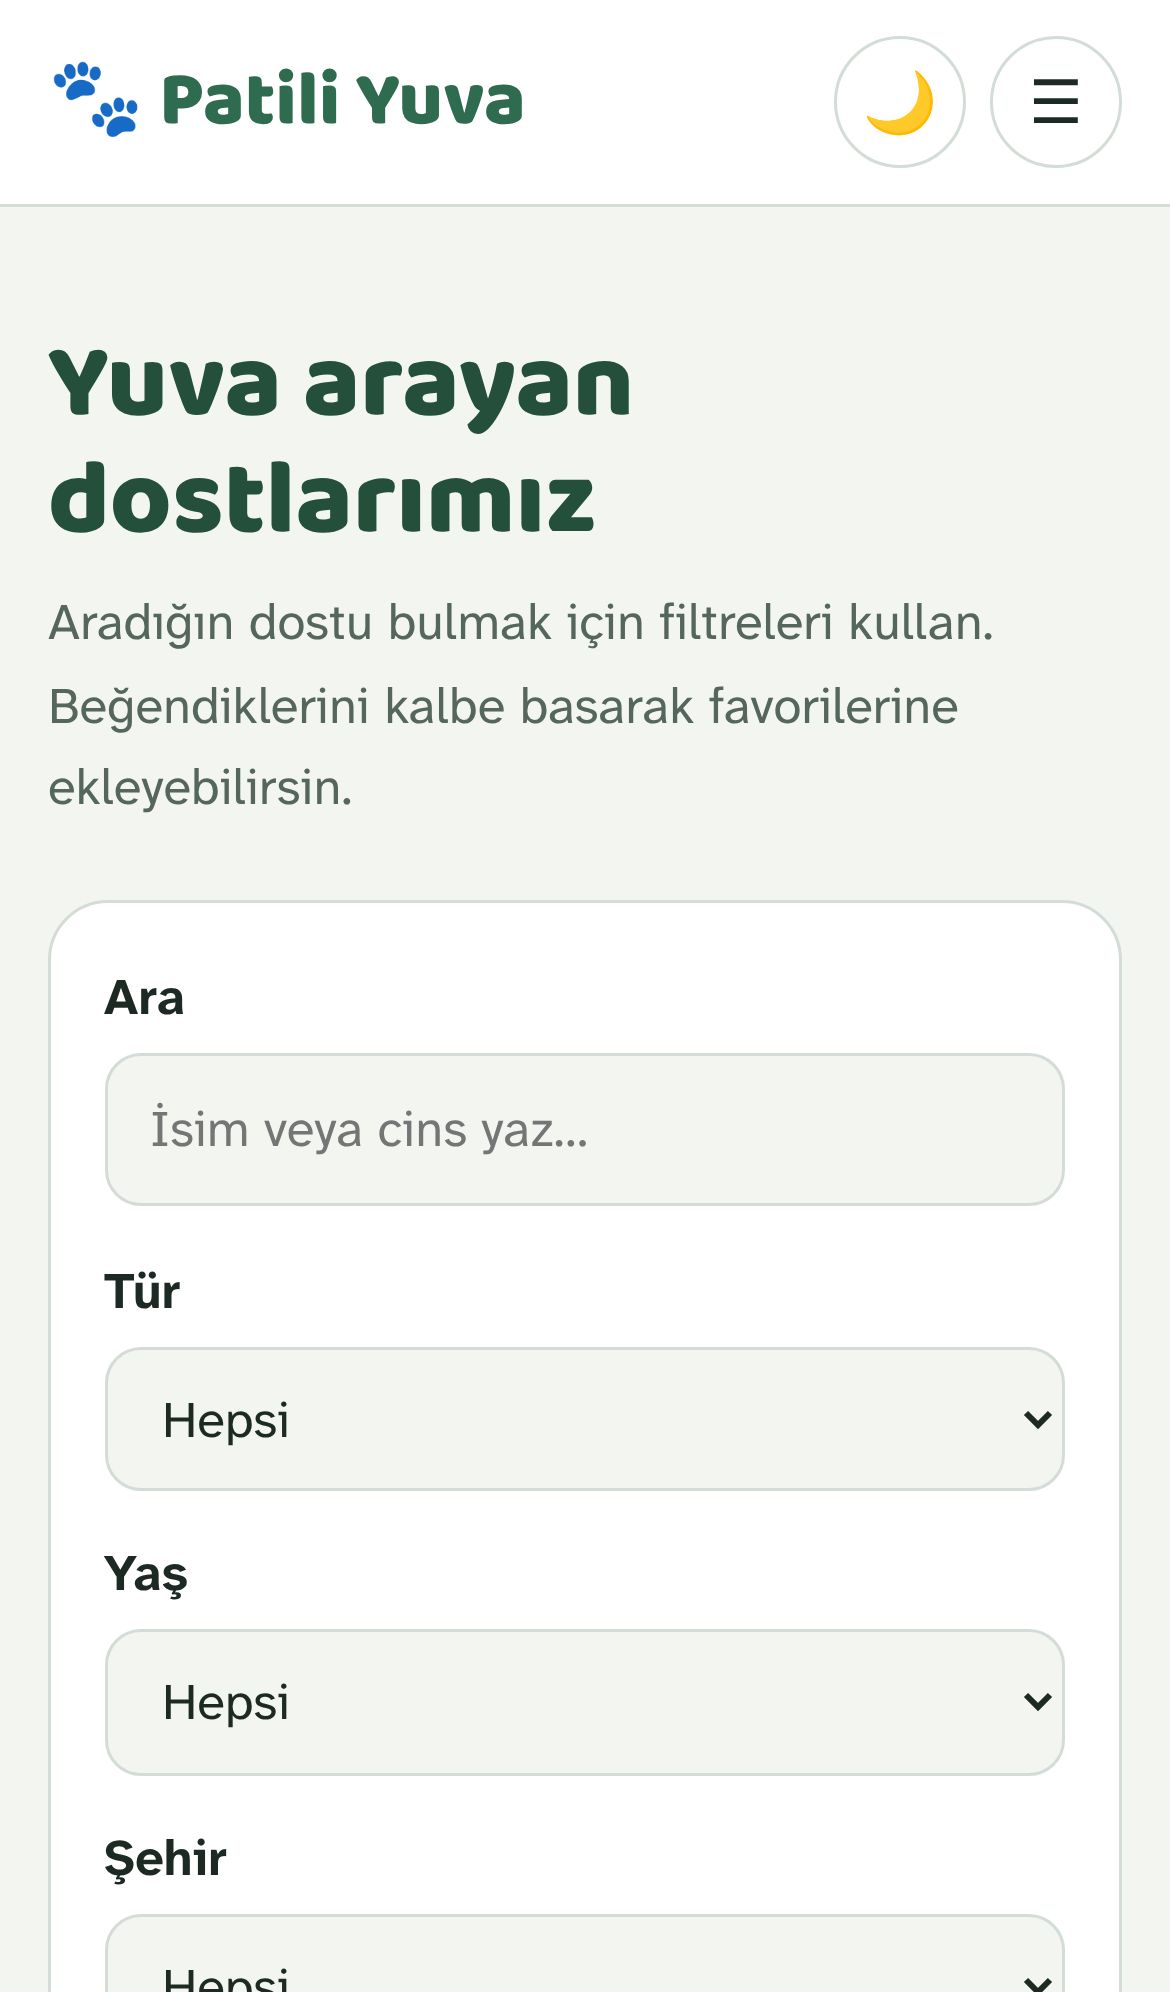 Patili Yuva
Yuva arayan
dostlarımız
Aradığın dostu bulmak için filtreleri kullan.
Beğendiklerini kalbe basarak favorilerine
ekleyebilirsin.
Ara
İsim veya cins yaz...
Tür
Hepsi
Yaş
Hepsi
Şehir
Hepsi